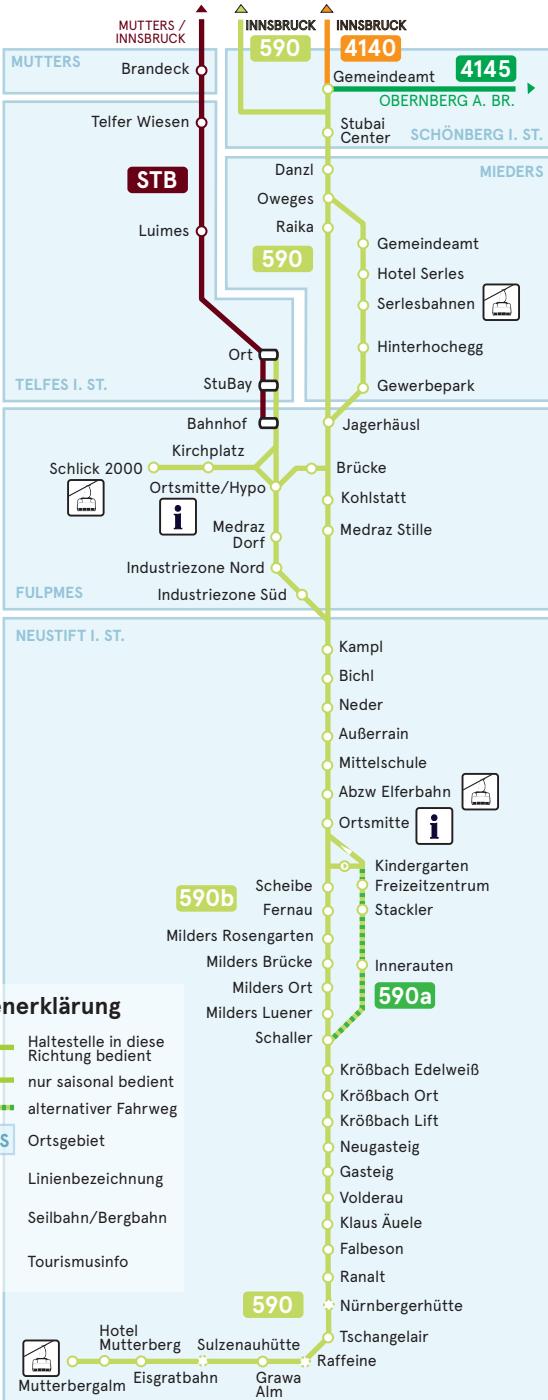 MUTTERS /
INNSBRUCK
INNSBRUCK
590
INNSBRUCK
4140
MUTTERS
Brandeck
Gemeindeamt
4145
OBERNBERG A. BR.
Telfer Wiesen
Stubai
Center
SCHÖNBERG I. ST.
STB
Danzl
MIEDERS
Oweges
Luimes
Raika
590
Gemeindeamt
Hotel Serles
Serlesbahnen
Hinterhochegg
Ort
StuBay
TELFES I. ST.
Gewerbepark
Bahnhof
Jagerhäusl
Kirchplatz
Schlick 2000
Brücke
Ortsmitte/Hypo
i
Kohlstatt
Medraz
Dorf
Medraz Stille
Industriezone Nord
FULPMES
Industriezone Süd
NEUSTIFT I. ST.
Kampl
Bichl
Neder
Außerrain
Mittelschule
Abzw Elferbahn
Ortsmitte
i
Kindergarten
590b
Scheibe
Freizeitzentrum
Fernau
Stackler
Milders Rosengarten
Milders Brücke
Innerauten
Milders Ort
590a
Milders Luener
Schaller
enerklärung
Haltestelle in diese
Richtung bedient
nur saisonal bedient
alternativer Fahrweg
S
Ortsgebiet
Linienbezeichnung
Seilbahn/Bergbahn
Tourismusinfo
Krößbach Edelweiß
Krößbach Ort
Krößbach Lift
Neugasteig
Gasteig
Volderau
Klaus Äuele
Falbeson
Ranalt
590
Nürnbergerhütte
Tschangelair
Hotel
Mutterberg
Sulzenauhütte
Raffeine
Mutterbergalm
Eisgratbahn
Grawa
Alm